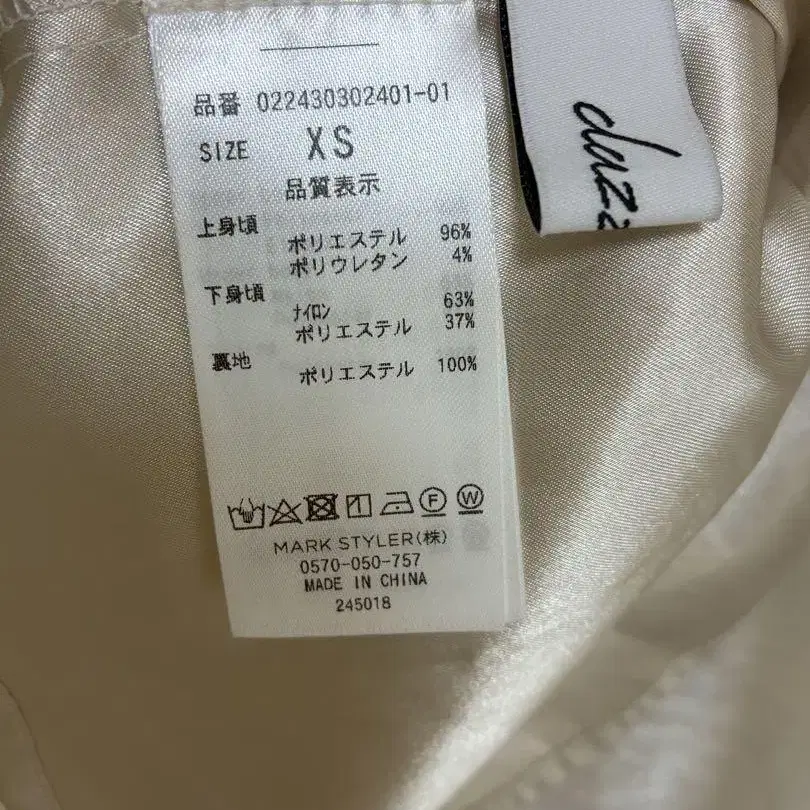 品番 022430302401-01
SIZE XS
品質表示
上身頃
ポリエステル 96%
ポリウレタン 4%
下身頃
ナイロン 63%
ポリエステル 37%
裏地
ポリエステル 100%
F W
MARK STYLER(株)
0570-050-757
MADE IN CHINA
245018
dazz